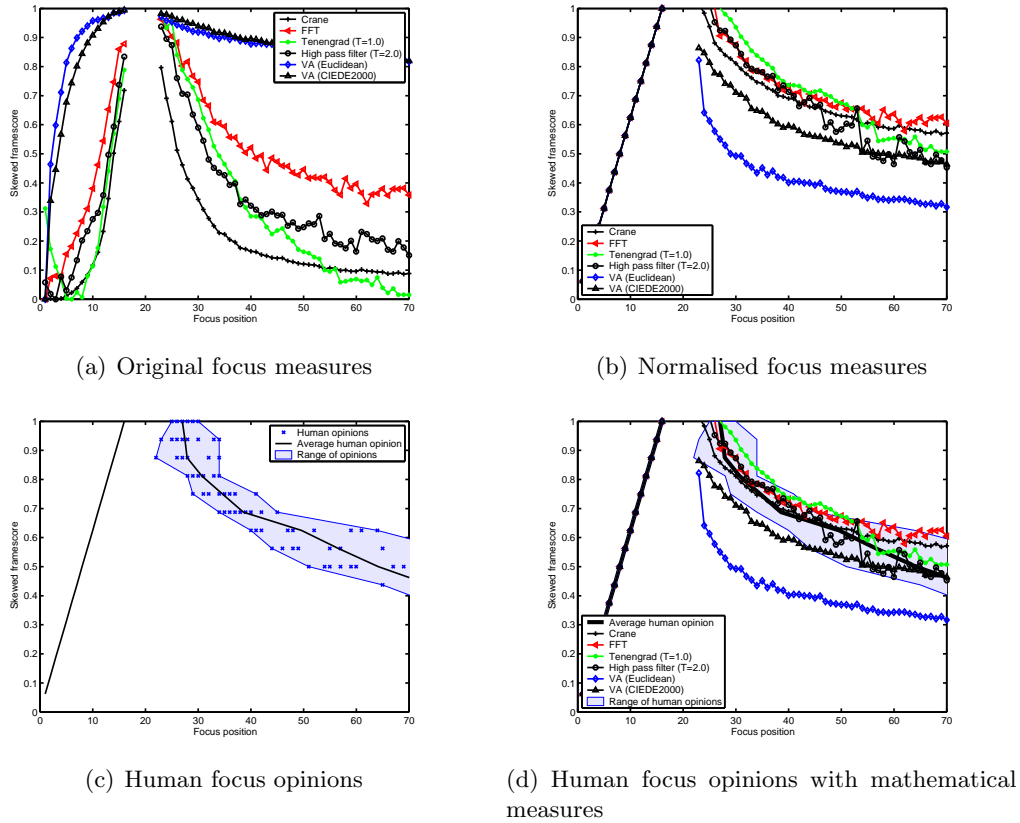 1
0.9
0.8
0.7
0.6
0.5
0.4
0.3
0.2
0.1
0
Skewed framescore
Crane
FFT
Tenengrad (T=1.0)
High pass filter (T=2.0)
VA (Euclidean)
VA (CIEDE2000)
0 10 20 30 40 50 60 70
Focus position
(a) Original focus measures
1
0.9
0.8
0.7
0.6
0.5
0.4
0.3
0.2
0.1
0
Skewed framescore
Crane
FFT
Tenengrad (T=1.0)
High pass filter (T=2.0)
VA (Euclidean)
VA (CIEDE2000)
0 10 20 30 40 50 60 70
Focus position
(b) Normalised focus measures
1
0.9
0.8
0.7
0.6
0.5
0.4
0.3
0.2
0.1
0
Skewed framescore
Human opinions
Average human opinion
Range of opinions
0 10 20 30 40 50 60 70
Focus position
(c) Human focus opinions
1
0.9
0.8
0.7
0.6
0.5
0.4
0.3
0.2
0.1
0
Skewed framescore
Average human opinion
Crane
FFT
Tenengrad (T=1.0)
High pass filter (T=2.0)
VA (Euclidean)
VA (CIEDE2000)
Range of human opinions
0 10 20 30 40 50 60 70
Focus position
(d) Human focus opinions with mathematical
measures